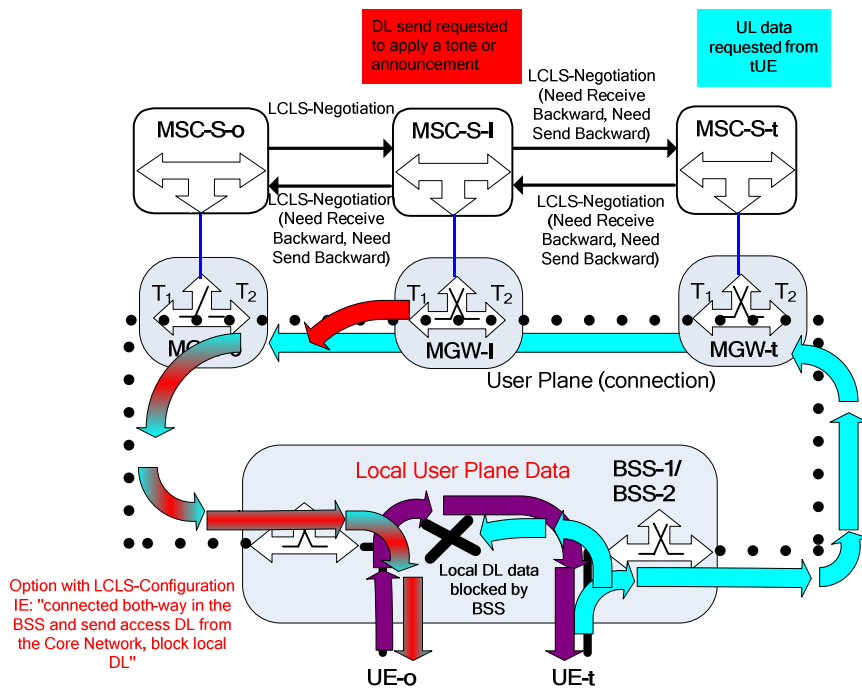 DL send requested
to apply a tone or
announcement
UL data
requested from
tUE
LCLS-Negotiation
LCLS-Negotiation
(Need Receive
Backward, Need
Send Backward)
MSC-S-o
MSC-S-I
MSC-S-t
LCLS-Negotiation
(Need Receive
Backward, Need
Send Backward)
LCLS-Negotiation
(Need Receive
Backward, Need
Send Backward)
T1
T2
T1
T2
T1
T2
MGW-I
MGW-t
User Plane (connection)
Local User Plane Data
BSS-1/
BSS-2
Local DL data
blocked by
BSS
Option with LCLS-Configuration
IE: "connected both-way in the
BSS and send access DL from
the Core Network, block local
DL"
UE-o
UE-t